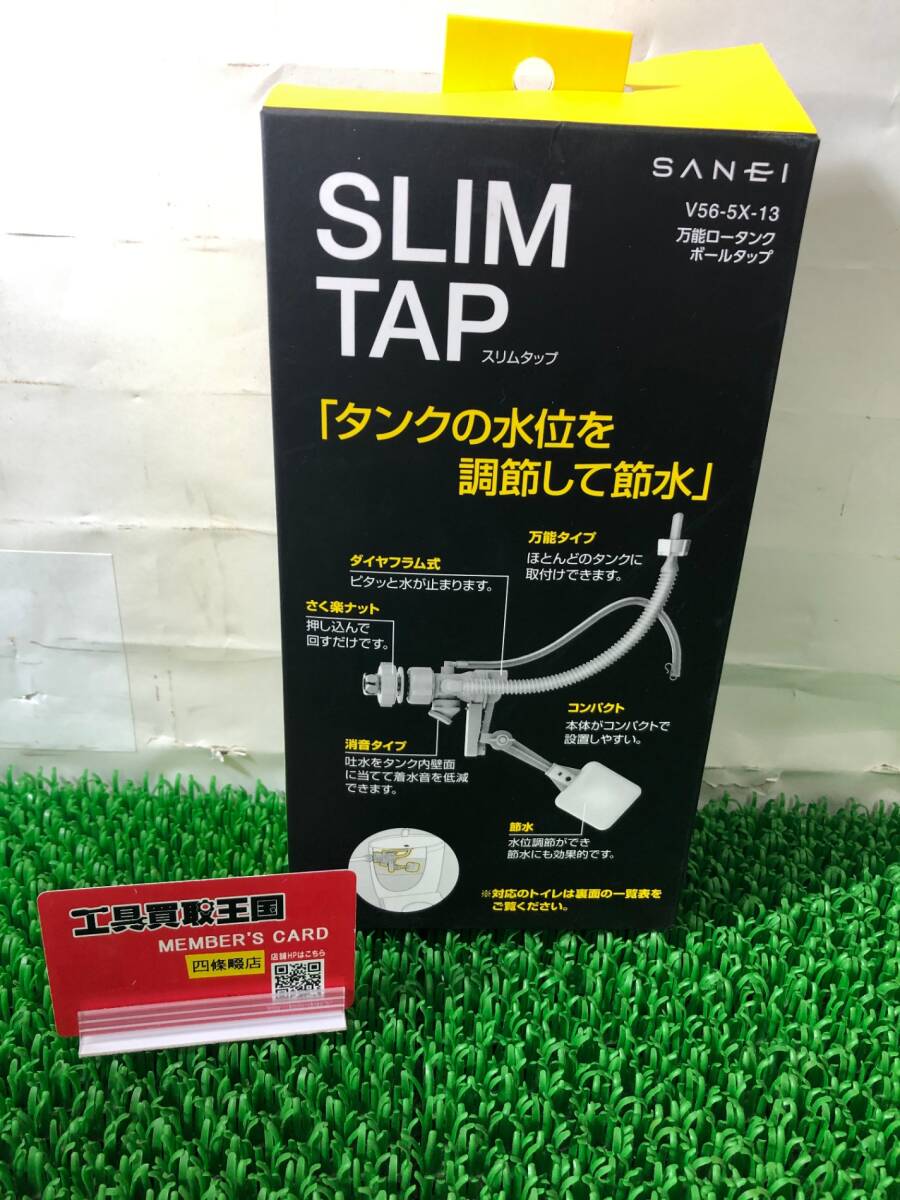 SANEI
V56-5X-13
万能ロータンク
ボールタップ
SLIM
TAP
スリムタップ
「タンクの水位を
調節して節水」
万能タイプ
ほとんどのタンクに
取付けできます。
ダイヤフラム式
ピタッと水が止まります。
さく楽ナット
押し込んで
回すだけです。
コンパクト
本体がコンパクトで
設置しやすい。
消音タイプ
吐水をタンク内壁面
に当てて着水音を低減
できます。
節水
水位調節ができ
節水にも効果的です。
※対応のトイレは裏面の一覧表を
ご覧ください。
工具買取王国
MEMBER'S CARD
四條畷店
店舗HPはこちら